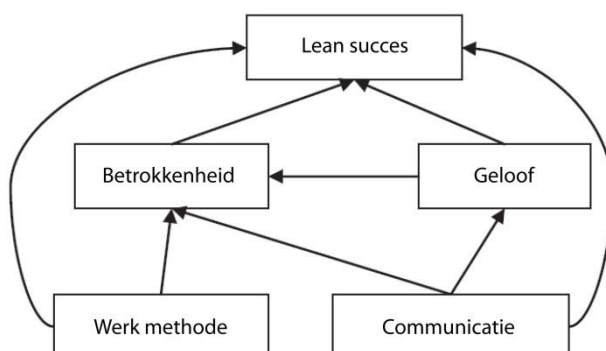 Lean succes
Betrokkenheid
Geloof
Werk methode
Communicatie